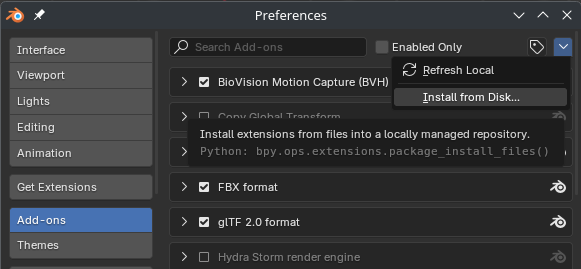 Preferences
Interface
Viewport
Lights
Editing
Animation
Get Extensions
Add-ons
Themes
Search Add-ons
Enabled Only
Refresh Local
Install from Disk...
BioVision Motion Capture (BVH)
Copy Global Transform
Install extensions from files into a locally managed repository.
Python: bpy.ops.extensions.package_install_files()
FBX format
glTF 2.0 format
Hydra Storm render engine